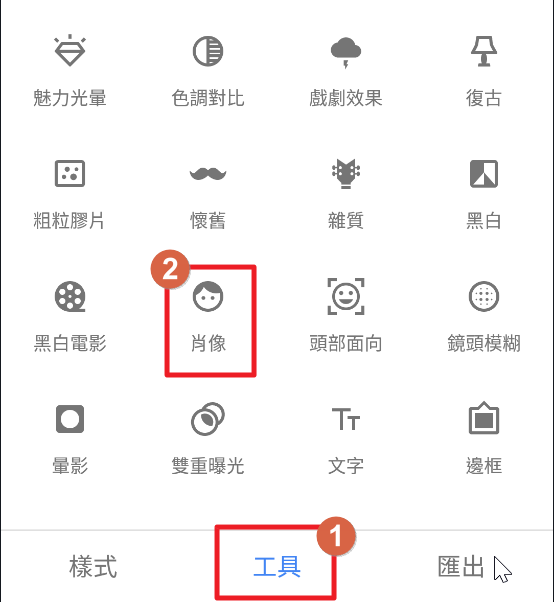 魅力光暈
色調對比
戲劇效果
復古
粗粒膠片
懷舊
雜質
黑白
2
黑白電影
肖像
頭部面向
鏡頭模糊
暈影
雙重曝光
Tт
文字
邊框
1
樣式
工具
匯出